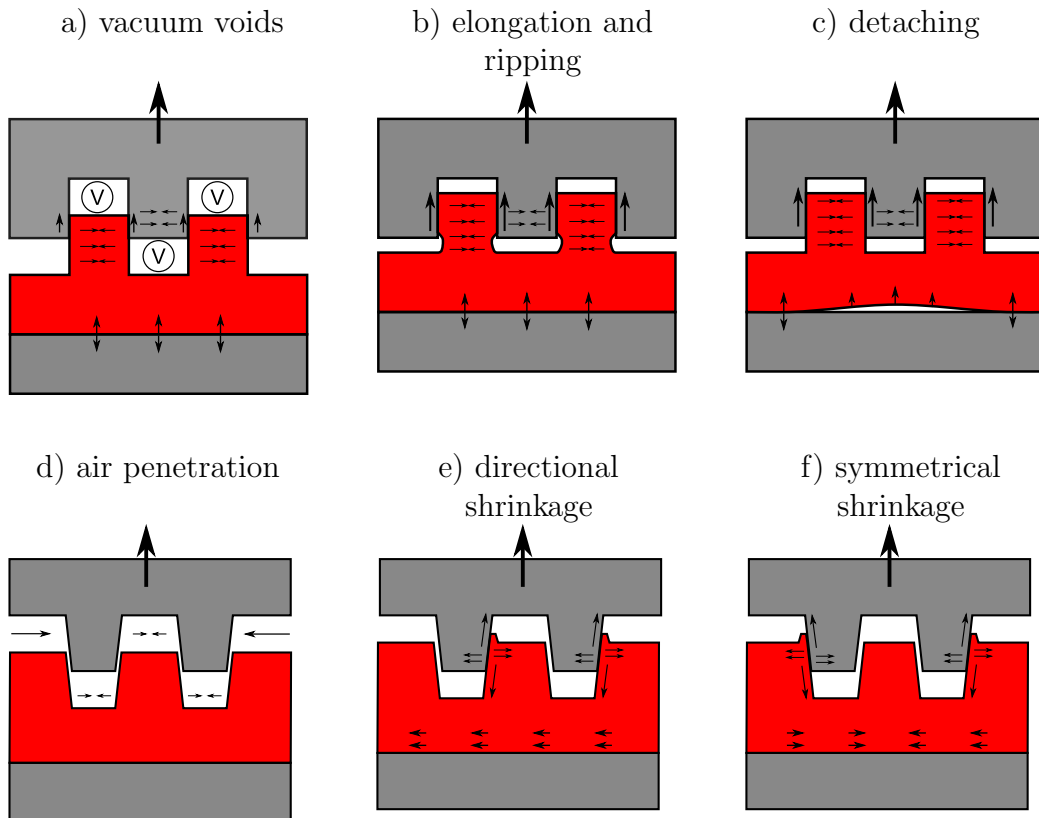 a) vacuum voids
b) elongation and
ripping
c) detaching
V
V
V
d) air penetration
e) directional
shrinkage
f) symmetrical
shrinkage